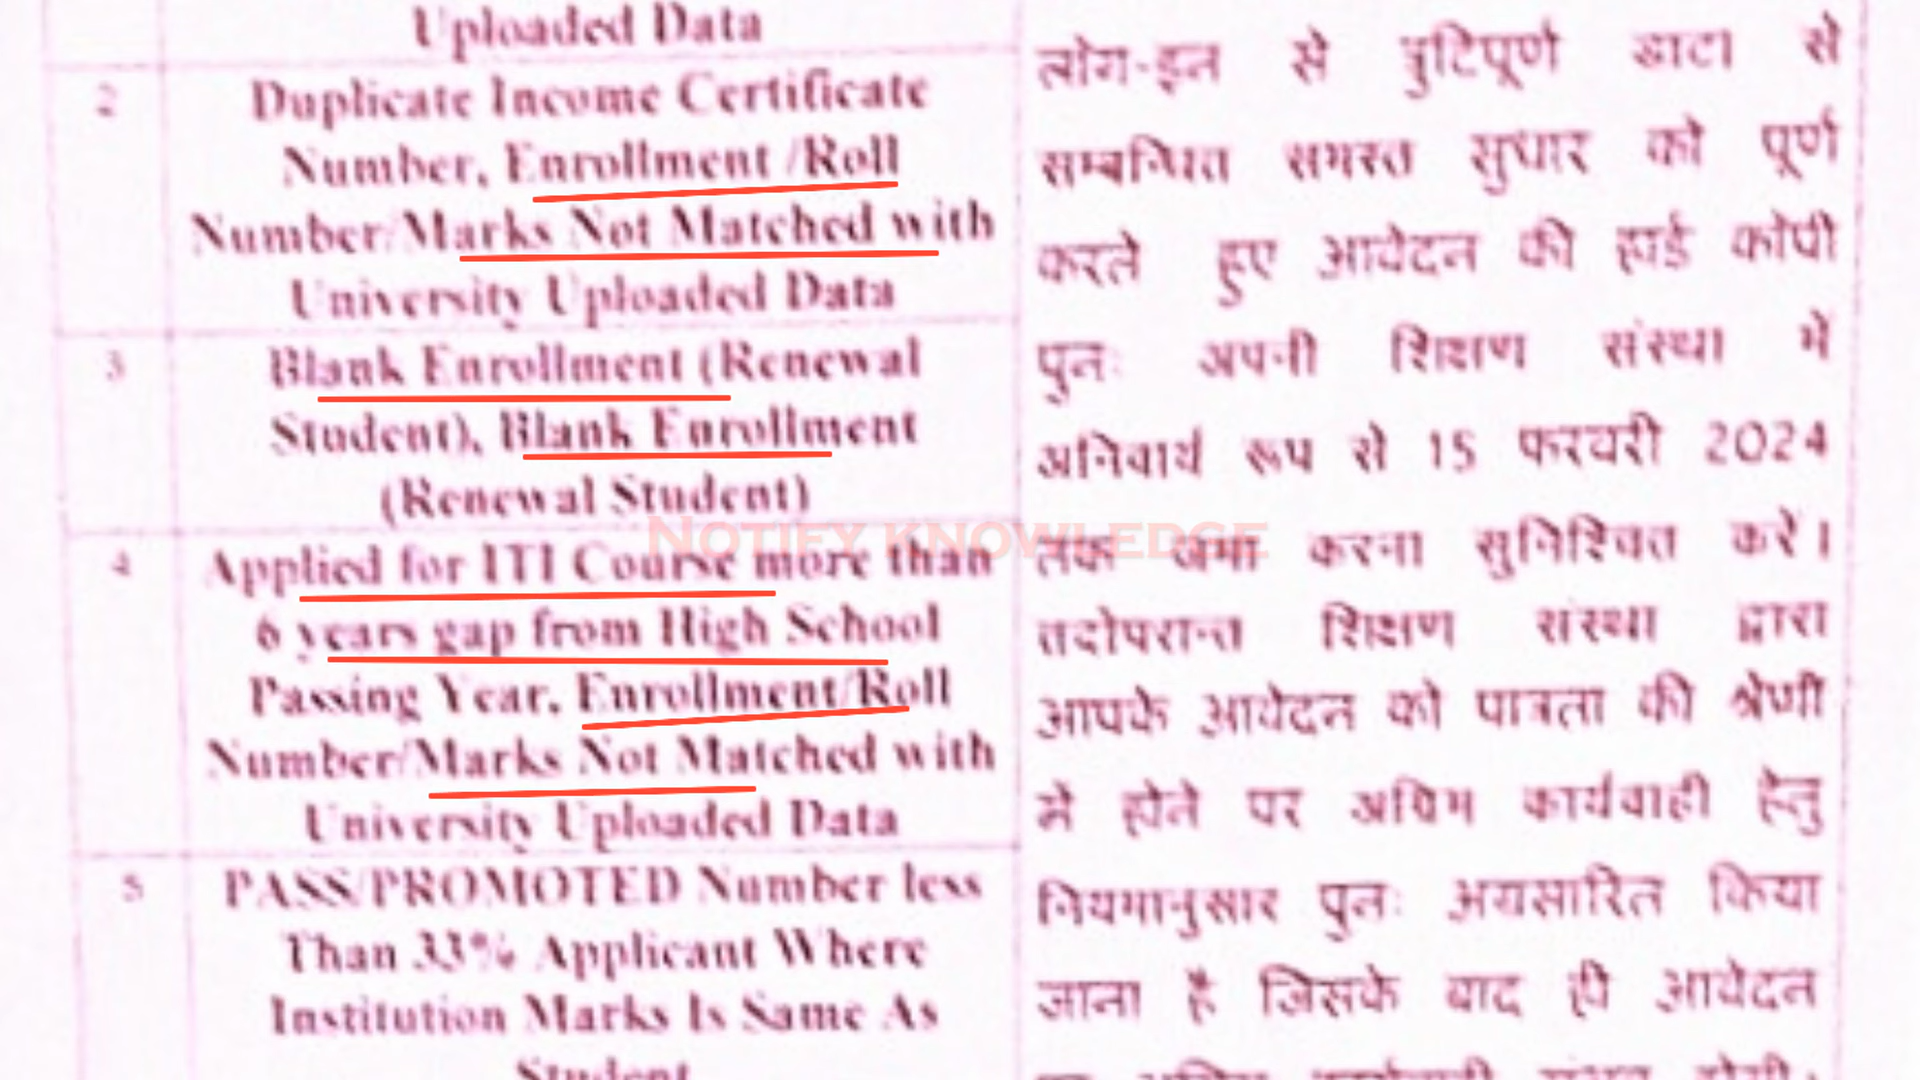 Uploaded Data
2
Duplicate Income Certificate
Number, Enrollment /Roll
Number/Marks Not Matched with
University Uploaded Data
3
Blank Enrollment (Renewal
Student), Blank Enrollment
(Renewal Student)
4
Applied for ITI Course more than
6 years gap from High School
Passing Year, Enrollment/Roll
Number/Marks Not Matched with
University Uploaded Data
5
PASS/PROMOTED Number less
Than 33% Applicant Where
Institution Marks Is Same As
Student
लोग-इन से त्रुटिपूर्ण डाटा से
सम्बन्धित समस्त सुधार को पूर्ण
करते हुए आवेदन की हार्ड कोपी
पुनः अपनी शिक्षण संस्था में
अनिवार्य रूप से 15 फरवरी 2024
तक जमा करना सुनिश्चित करें।
तदोपरान्त शिक्षण संस्था द्वारा
आपके आवेदन को पात्रता की श्रेणी
मे होने पर अग्रिम कार्यवाही हेतु
नियमानुसार पुनः अग्रसारित किया
जाना है जिसके बाद ही आवेदन
NOTIFY KNOWLEDGE